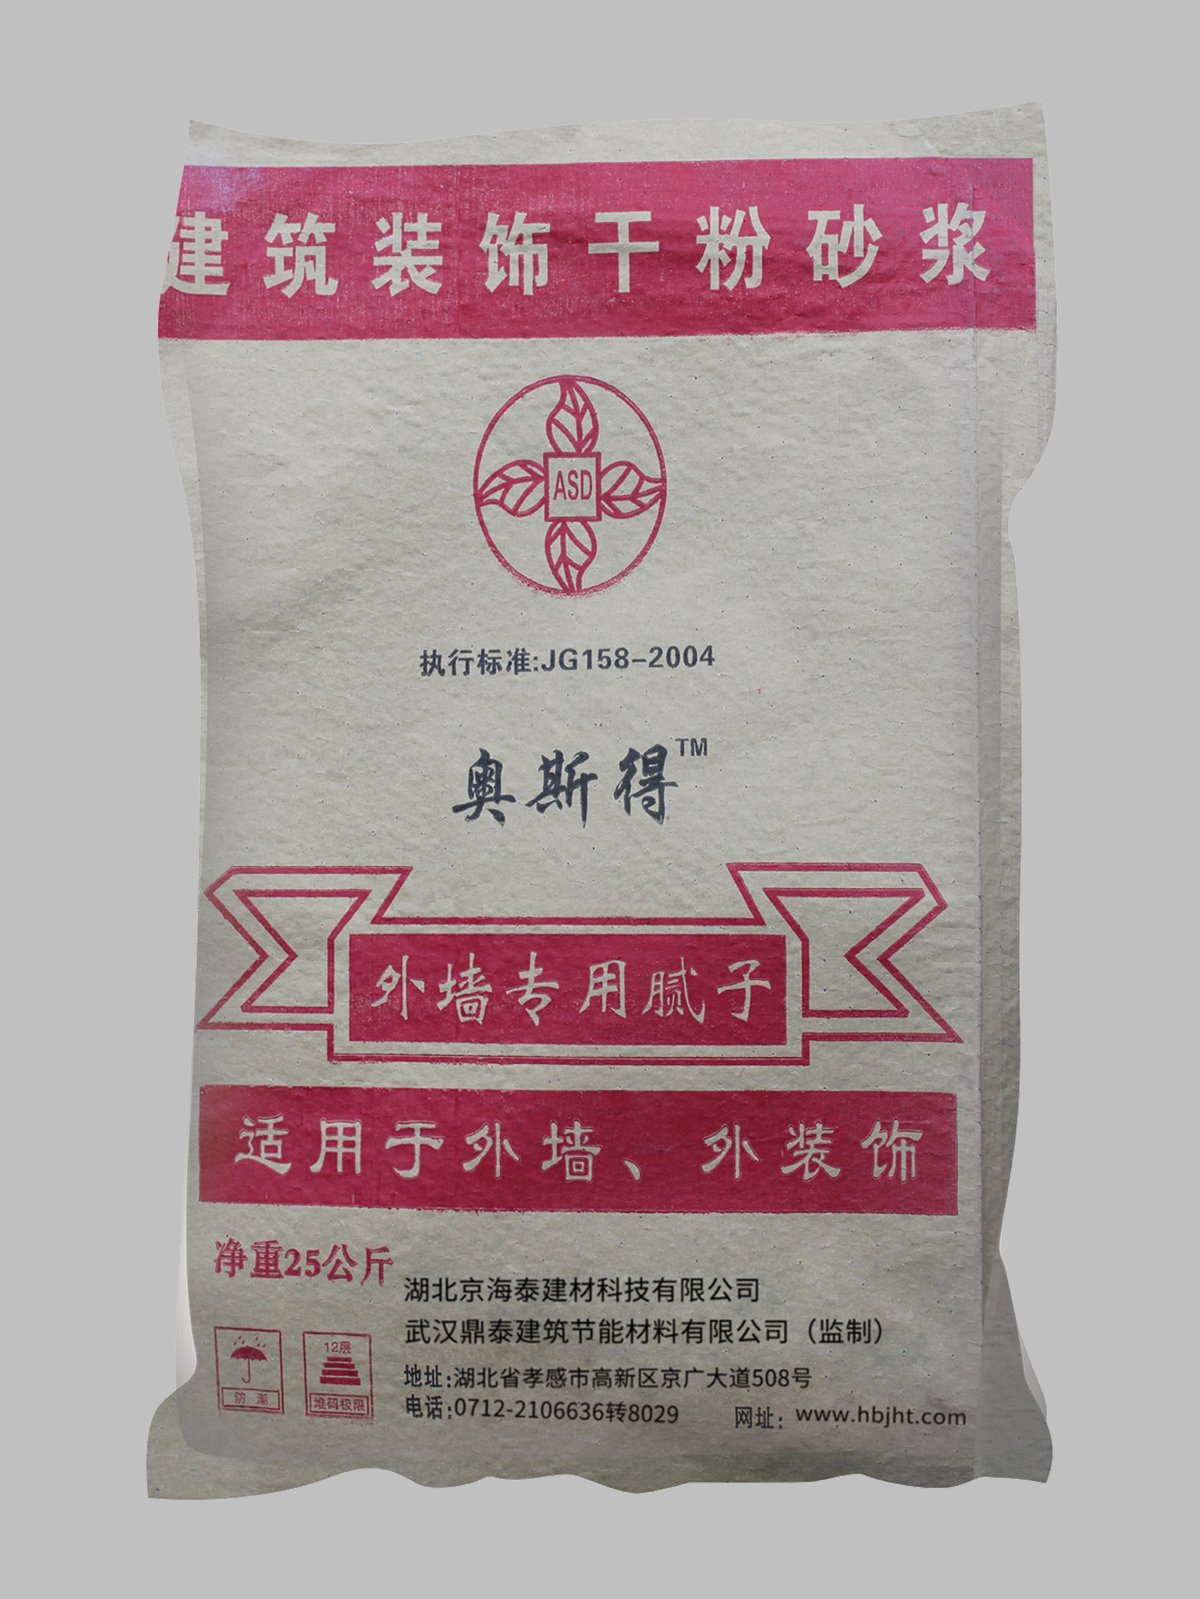 建筑装饰干粉砂浆
ASD
执行标准:JG158-2004
奥斯得TM
外墙专用腻子
适用于外墙、外装饰
净重25公斤
湖北京海泰建材科技有限公司
武汉鼎泰建筑节能材料有限公司（监制）
12层
防潮
堆码极限
地址:湖北省孝感市高新区京广大道508号
电话:0712-2106636转8029 网址: www.hbjht.com